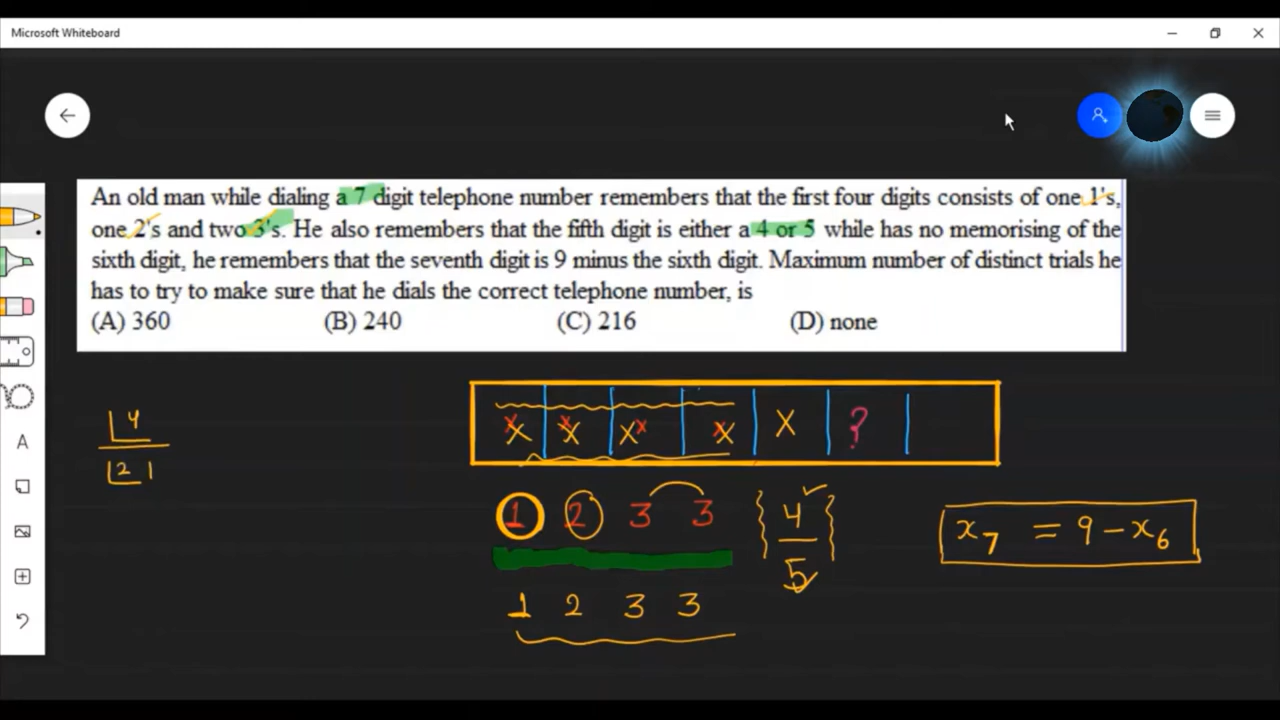 Microsoft Whiteboard
An old man while dialing a 7 digit telephone number remembers that the first four digits consists of one 1's,
one 2's and two 3's. He also remembers that the fifth digit is either a 4 or 5 while has no memorising of the
sixth digit, he remembers that the seventh digit is 9 minus the sixth digit. Maximum number of distinct trials he
has to try to make sure that he dials the correct telephone number, is
(A) 360 (B) 240 (C) 216 (D) none
x x x x x ?
x x x x
4
2 1
A
1 2 3 3
4
5
x7 = 9 - x6
1 2 3 3